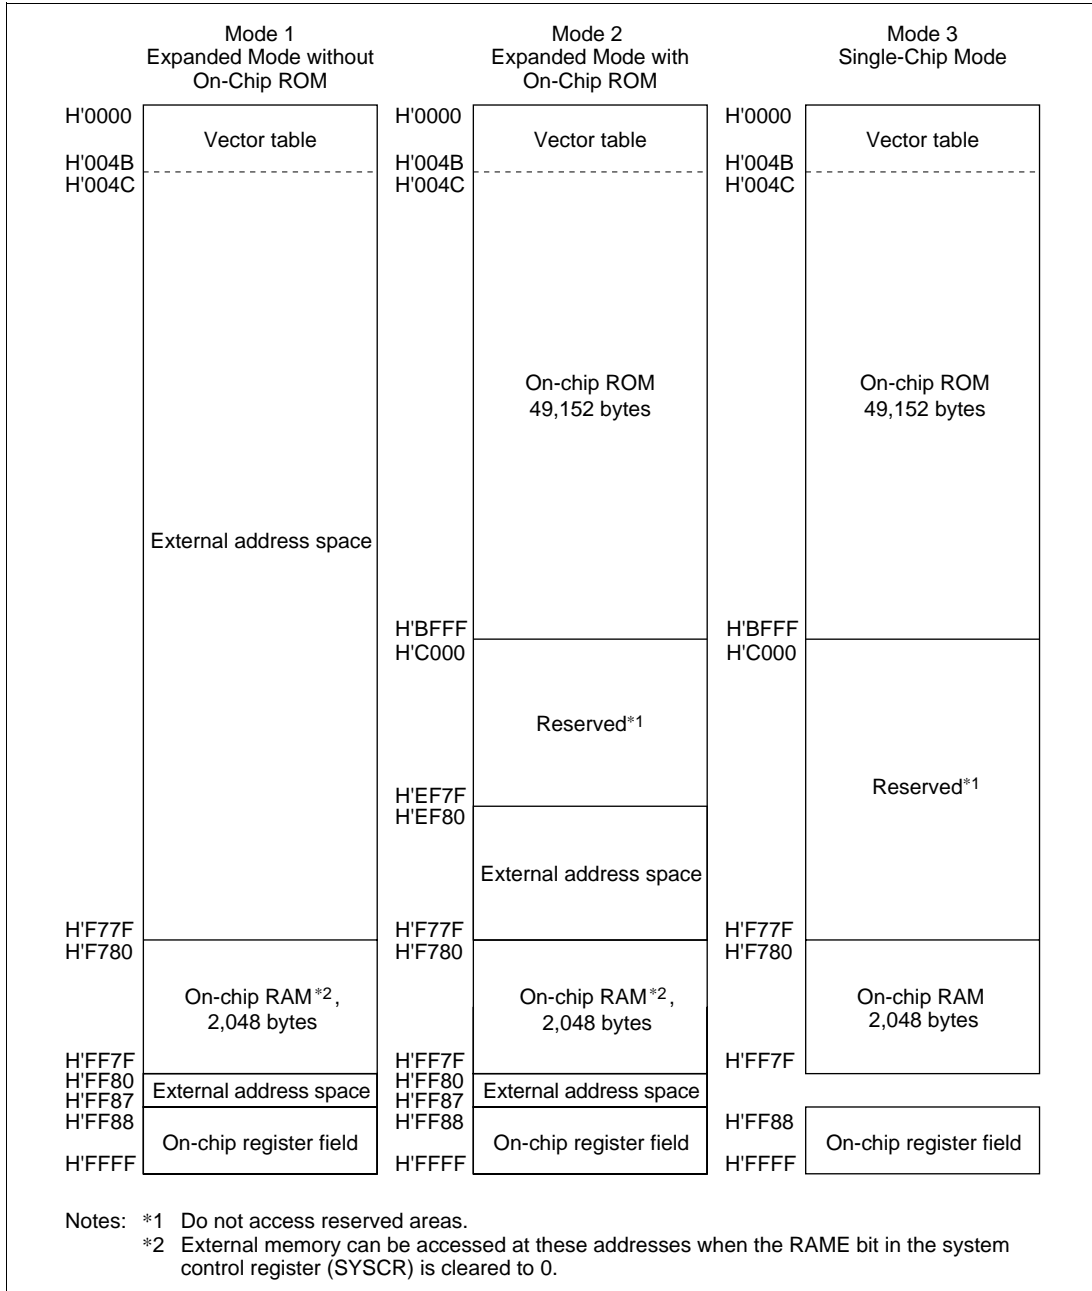 Mode 1
Expanded Mode without
On-Chip ROM
H'0000
Vector table
H'004B
H'004C
External address space
H'F77F
H'F780
On-chip RAM*2,
2,048 bytes
H'FF7F
H'FF80
External address space
H'FF87
H'FF88
On-chip register field
H'FFFF
Mode 2
Expanded Mode with
On-Chip ROM
H'0000
Vector table
H'004B
H'004C
On-chip ROM
49,152 bytes
H'BFFF
H'C000
Reserved*1
H'EF7F
H'EF80
External address space
H'F77F
H'F780
On-chip RAM*2,
2,048 bytes
H'FF7F
H'FF80
External address space
H'FF87
H'FF88
On-chip register field
H'FFFF
Mode 3
Single-Chip Mode
H'0000
Vector table
H'004B
H'004C
On-chip ROM
49,152 bytes
H'BFFF
H'C000
Reserved*1
H'F77F
H'F780
On-chip RAM
2,048 bytes
H'FF7F
H'FF88
On-chip register field
H'FFFF
Notes: *1 Do not access reserved areas.
*2 External memory can be accessed at these addresses when the RAME bit in the system
control register (SYSCR) is cleared to 0.